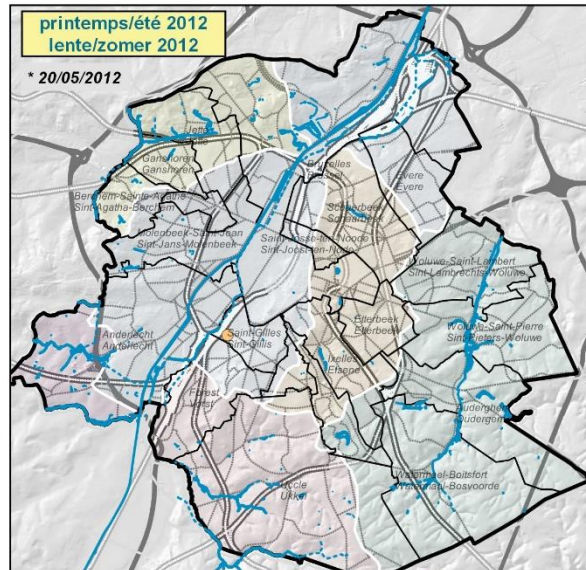 printemps/été 2012
lente/zomer 2012
* 20/05/2012
Jette
Ganshoren
Ganshoren
Bruxelles
Brussel
Evere
Evere
Berchem-Sainte-Agathe
Sint-Agatha-Berchem
Schaerbeek
Schaarbeek
Molenbeek-Saint-Jean
Sint-Jans-Molenbeek
Saint-Josse-ten-Noode
Sint-Joost-ten-Node
Woluwe-Saint-Lambert
Sint-Lambrechts-Woluwe
Etterbeek
Etterbeek
Woluwe-Saint-Pierre
Sint-Pieters-Woluwe
Anderlecht
Anderlecht
Saint-Gilles
Sint-Gillis
Ixelles
Elsene
Forest
Vorst
Auderghem
Oudergem
Watermael-Boitsfort
Watermaal-Bosvoorde
Uccle
Ukkel